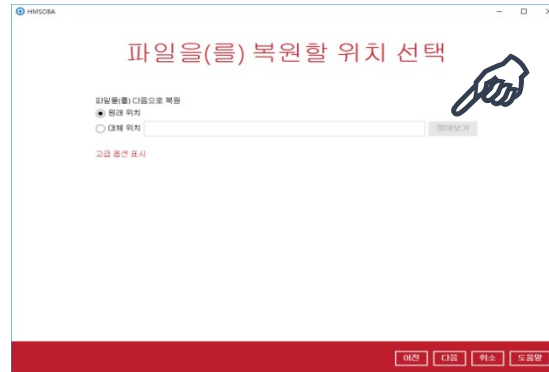 HMSOBA
파일을(를) 복원할 위치 선택
파일을(를) 다음으로 복원
원래 위치
대체 위치
찾아보기
고급 옵션 표시
이전 다음 취소 도움말